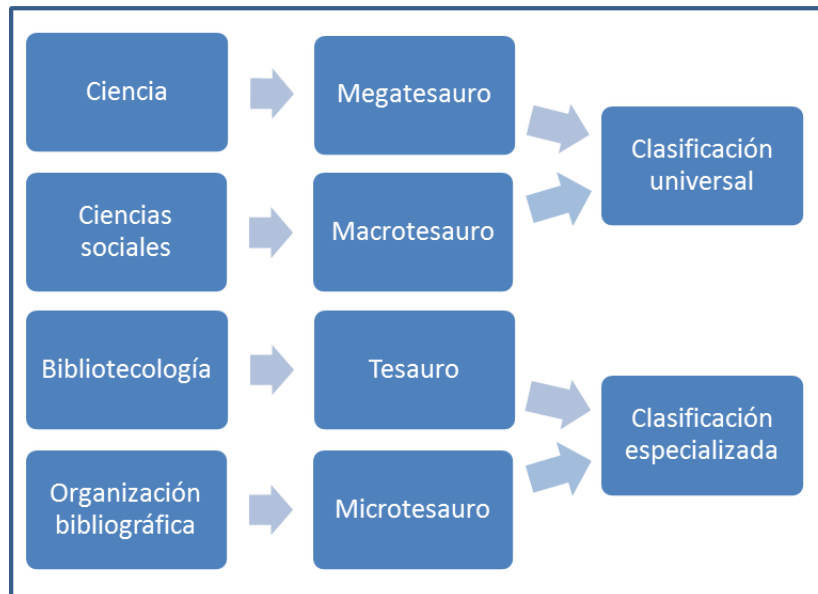 Ciencia
Megatesauro
Clasificación
universal
Ciencias
sociales
Macrotesauro
Bibliotecología
Tesauro
Clasificación
especializada
Organización
bibliográfica
Microtesauro